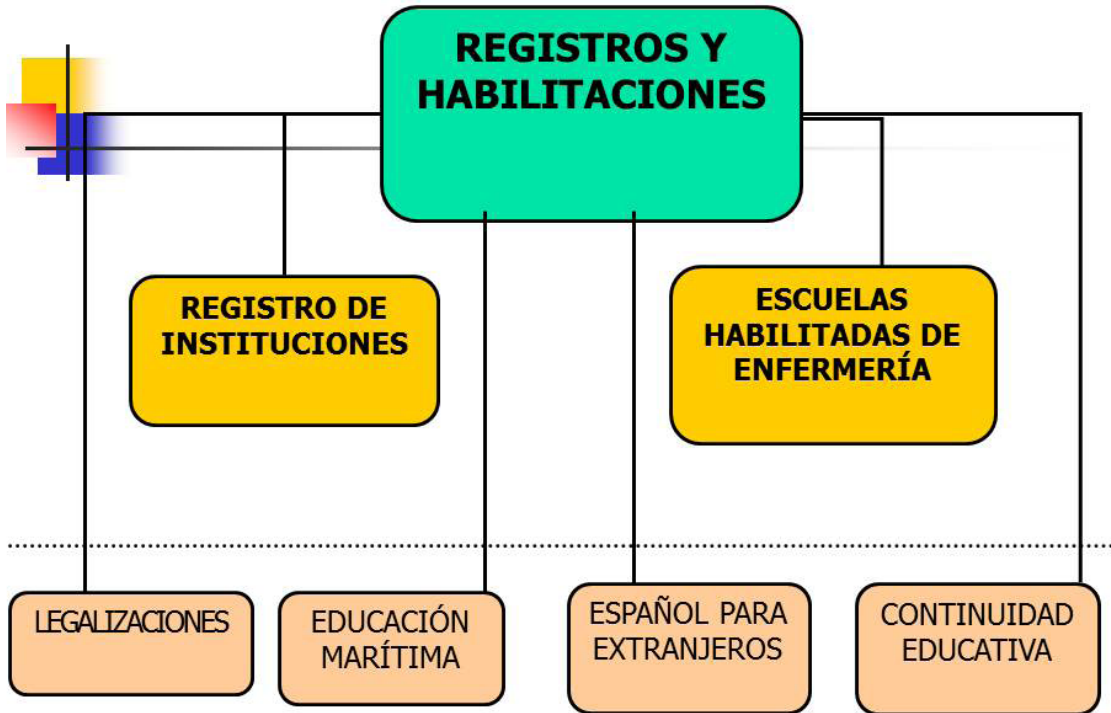 REGISTROS Y
HABILITACIONES
REGISTRO DE
INSTITUCIONES
ESCUELAS
HABILITADAS DE
ENFERMERÍA
LEGALIZACIONES
EDUCACIÓN
MARÍTIMA
ESPAÑOL PARA
EXTRANJEROS
CONTINUIDAD
EDUCATIVA